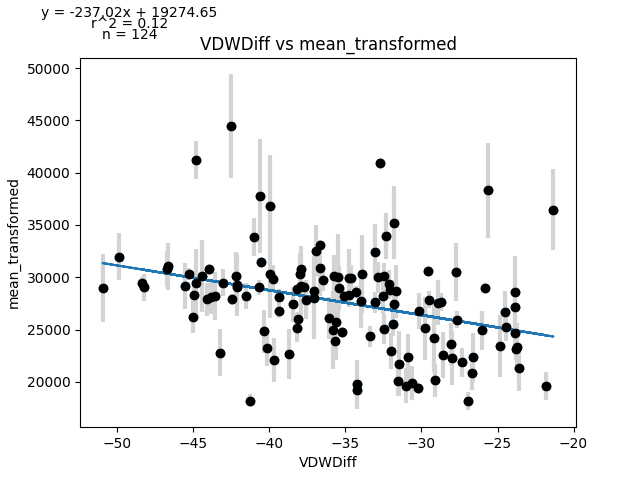 y = -237.02x + 19274.65
r^2 = 0.12
n = 124
VDWDiff vs mean_transformed
50000
45000
40000
35000
30000
25000
20000
mean_transformed
−50
−45
−40
−35
−30
−25
−20
VDWDiff